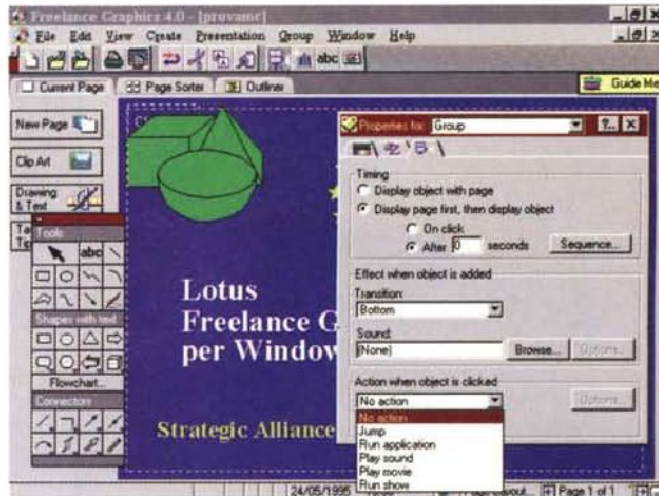 Freelance Graphics 4.0 - [provamc]
File Edit View Create Presentation Group Window Help
abc
Current Page Page Sorter Outliner Guide Me
New Page
Clip Art
Drawing
& Text
Tools
abc
Shapes with text
Flowchart...
Connectors
Lotus
Freelance G
per Window
Strategic Alliance
Properties for: Group
Timing
Display object with page
Display page first, then display object
On click
After 0 seconds Sequence...
Effect when object is added
Transition:
Bottom
Sound:
(None) Browse... Options...
Action when object is clicked
No action Options...
No action
Jump
Run application
Play sound
Play movie
Run show
24/05/1995 Page 1 of 1